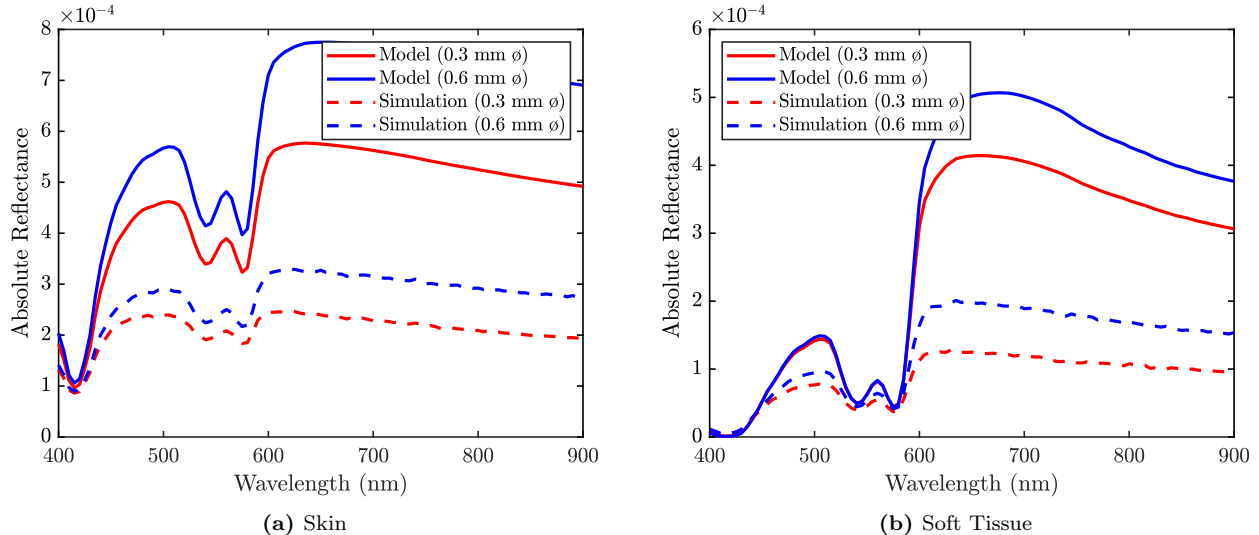 ×10⁻⁴
8
7
6
5
4
3
2
1
0
400 500 600 700 800 900
Absolute Reflectance
Wavelength (nm)
Model (0.3 mm ø)
Model (0.6 mm ø)
Simulation (0.3 mm ø)
Simulation (0.6 mm ø)
(a) Skin
×10⁻⁴
6
5
4
3
2
1
0
400 500 600 700 800 900
Absolute Reflectance
Wavelength (nm)
Model (0.3 mm ø)
Model (0.6 mm ø)
Simulation (0.3 mm ø)
Simulation (0.6 mm ø)
(b) Soft Tissue